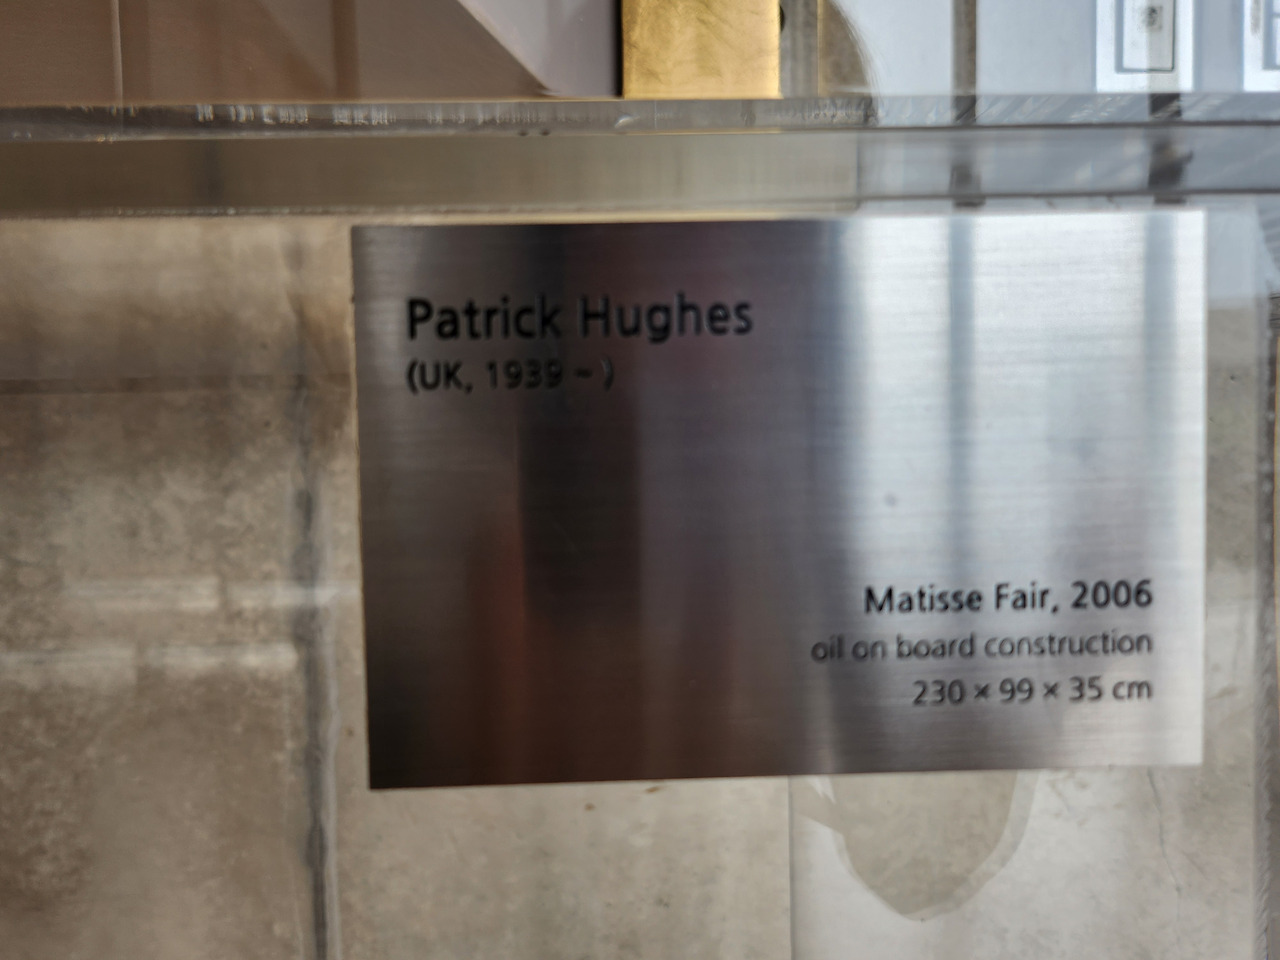 Patrick Hughes
(UK, 1939 ~ )
Matisse Fair, 2006
oil on board construction
230 × 99 × 35 cm